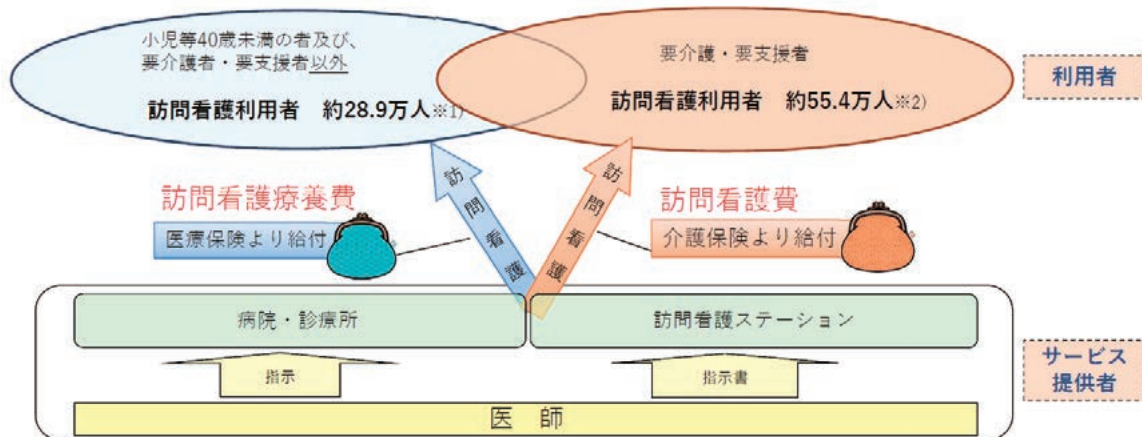 小児等40歳未満の者及び、
要介護者・要支援者以外
訪問看護利用者　約28.9万人※1)
要介護・要支援者
訪問看護利用者　約55.4万人※2)
利用者
訪問看護療養費
医療保険より給付
訪問看護
訪問看護
訪問看護費
介護保険より給付
病院・診療所
訪問看護ステーション
指示
指示書
医　師
サービス
提供者